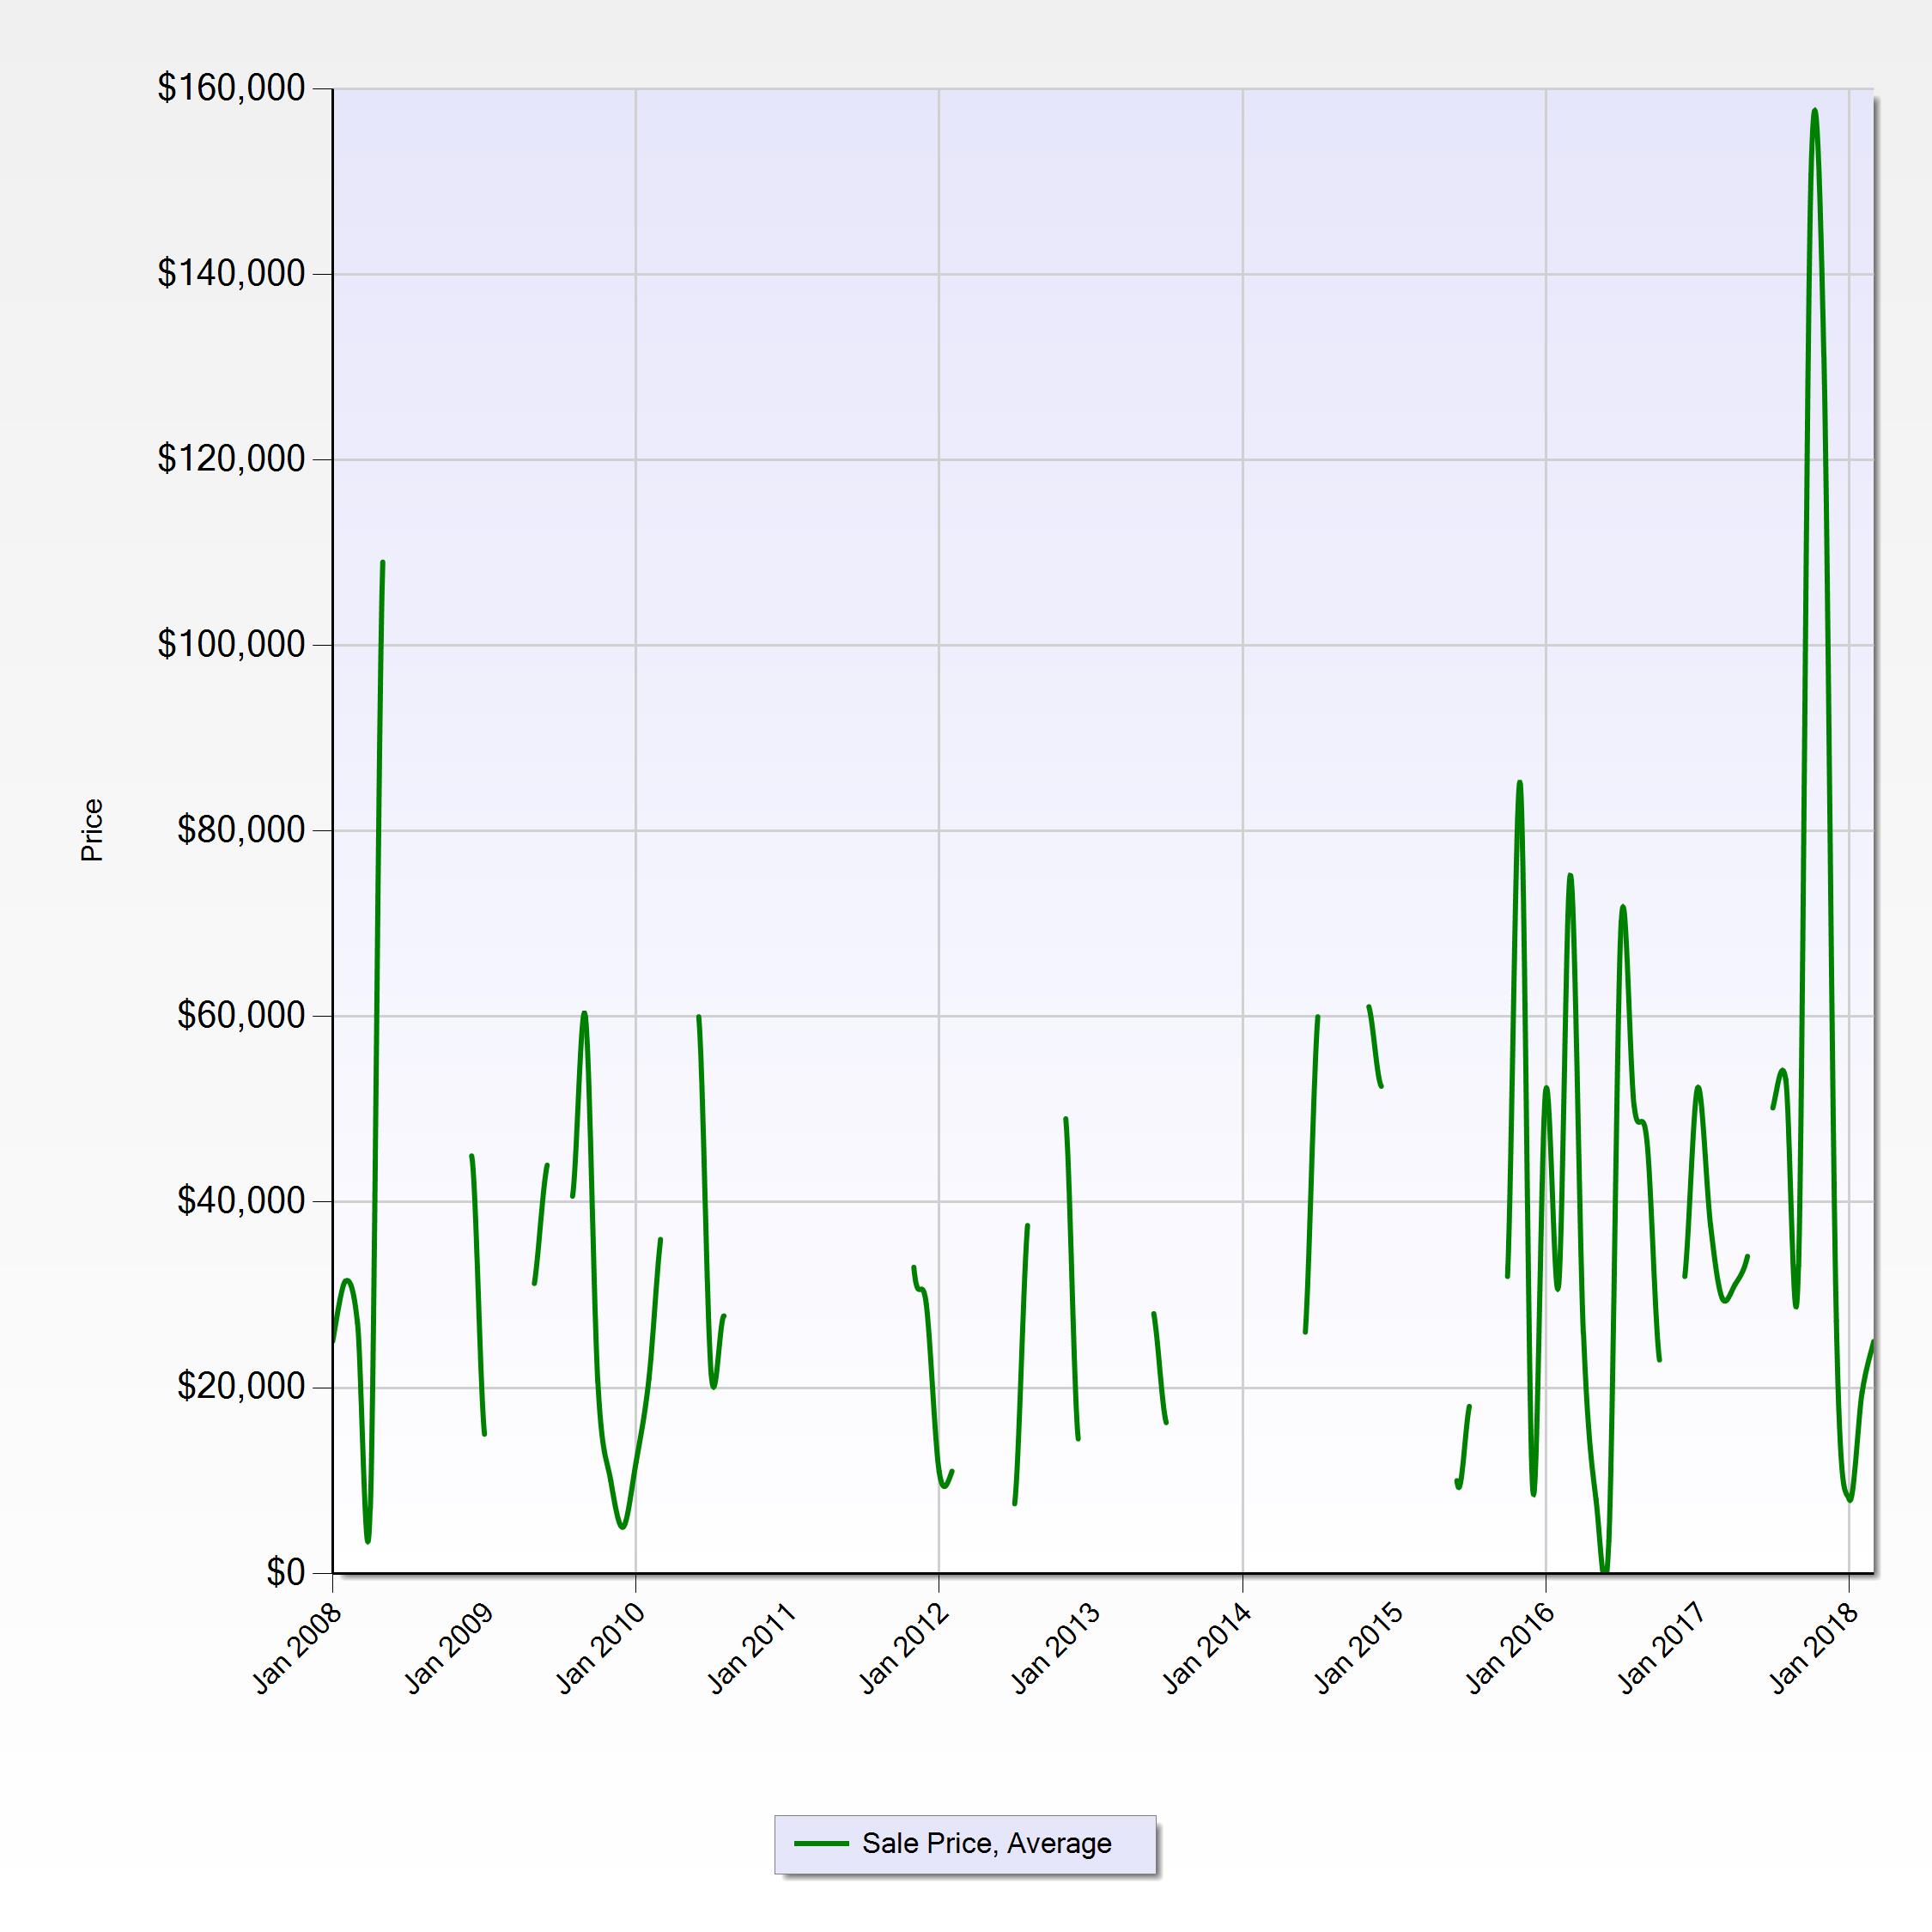 $160,000
$140,000
$120,000
$100,000
$80,000
$60,000
$40,000
$20,000
$0
Price
Jan 2008
Jan 2009
Jan 2010
Jan 2011
Jan 2012
Jan 2013
Jan 2014
Jan 2015
Jan 2016
Jan 2017
Jan 2018
Sale Price, Average